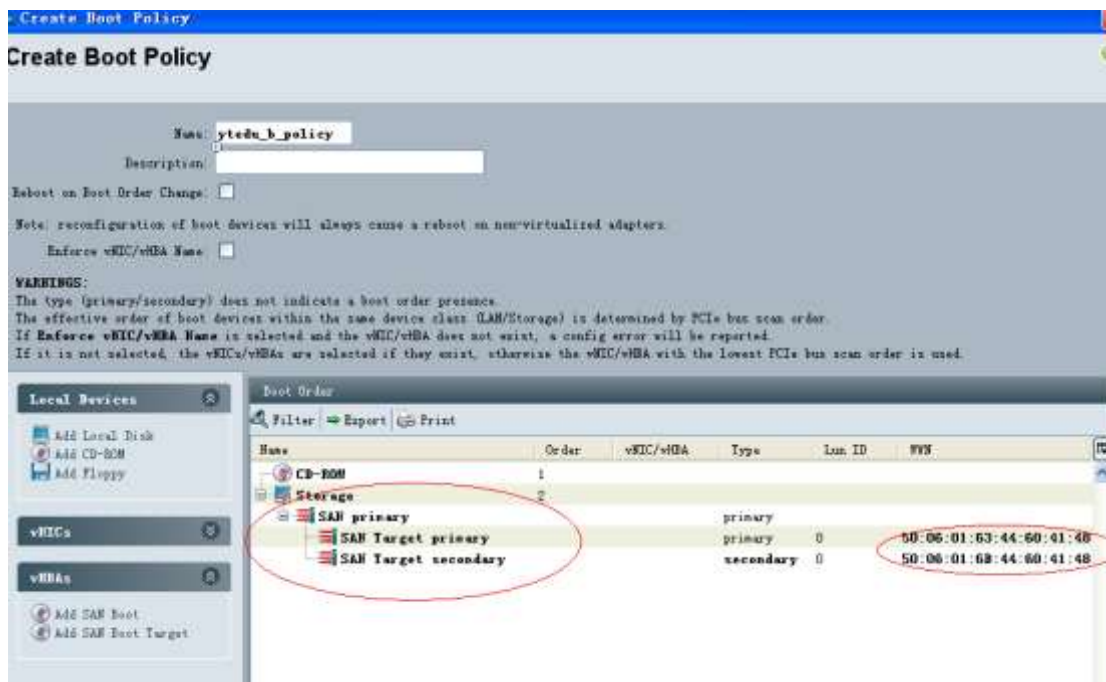 Create Boot Policy
Create Boot Policy
Name: ytedu_b_policy
Description:
Reboot on Boot Order Change:
Note: reconfiguration of boot devices will always cause a reboot on non-virtualized adapters.
Enforce vNIC/vHBA Name:
WARNINGS:
The type (primary/secondary) does not indicate a boot order presence.
The effective order of boot devices within the same device class (LAN/Storage) is determined by PCIe bus scan order.
If Enforce vNIC/vHBA Name is selected and the vNIC/vHBA does not exist, a config error will be reported.
If it is not selected, the vNICs/vHBAs are selected if they exist, otherwise the vNIC/vHBA with the lowest PCIe bus scan order is used.
Local Devices
Add Local Disk
Add CD-ROM
Add Floppy
vNICs
vHBAs
Add SAN Boot
Add SAN Boot Target
Boot Order
Filter Export Print
Name Order vNIC/vHBA Type Lun ID WWN
CD-ROM 1
Storage 2
SAN primary primary
SAN Target primary primary 0 50:06:01:63:44:60:41:48
SAN Target secondary secondary 0 50:06:01:6B:44:60:41:48